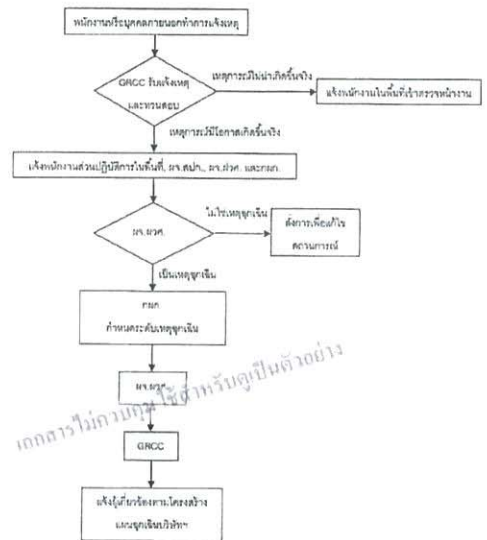 พนักงานหรือบุคคลภายนอกทำการแจ้งเหตุ
GRCC รับแจ้งเหตุ
และทวนสอบ
เหตุการณ์ไม่น่าเกิดขึ้นจริง
แจ้งพนักงานในพื้นที่เข้าตรวจหน้างาน
เหตุการณ์มีโอกาสเกิดขึ้นจริง
แจ้งพนักงานส่วนปฏิบัติการในพื้นที่, ผจ.สปก., ผจ.ฝวศ. และกผก.
ผจ.ฝวศ.
ไม่ใช่เหตุฉุกเฉิน
สั่งการเพื่อแก้ไข
สถานการณ์
เป็นเหตุฉุกเฉิน
กผก
กำหนดระดับเหตุฉุกเฉิน
ผจ.ฝวศ
เอกสารไม่ควบคุม ใช้สำหรับดูเป็นตัวอย่าง
GRCC
แจ้งผู้เกี่ยวข้องตามโครงสร้าง
แผนฉุกเฉินบริษัทฯ